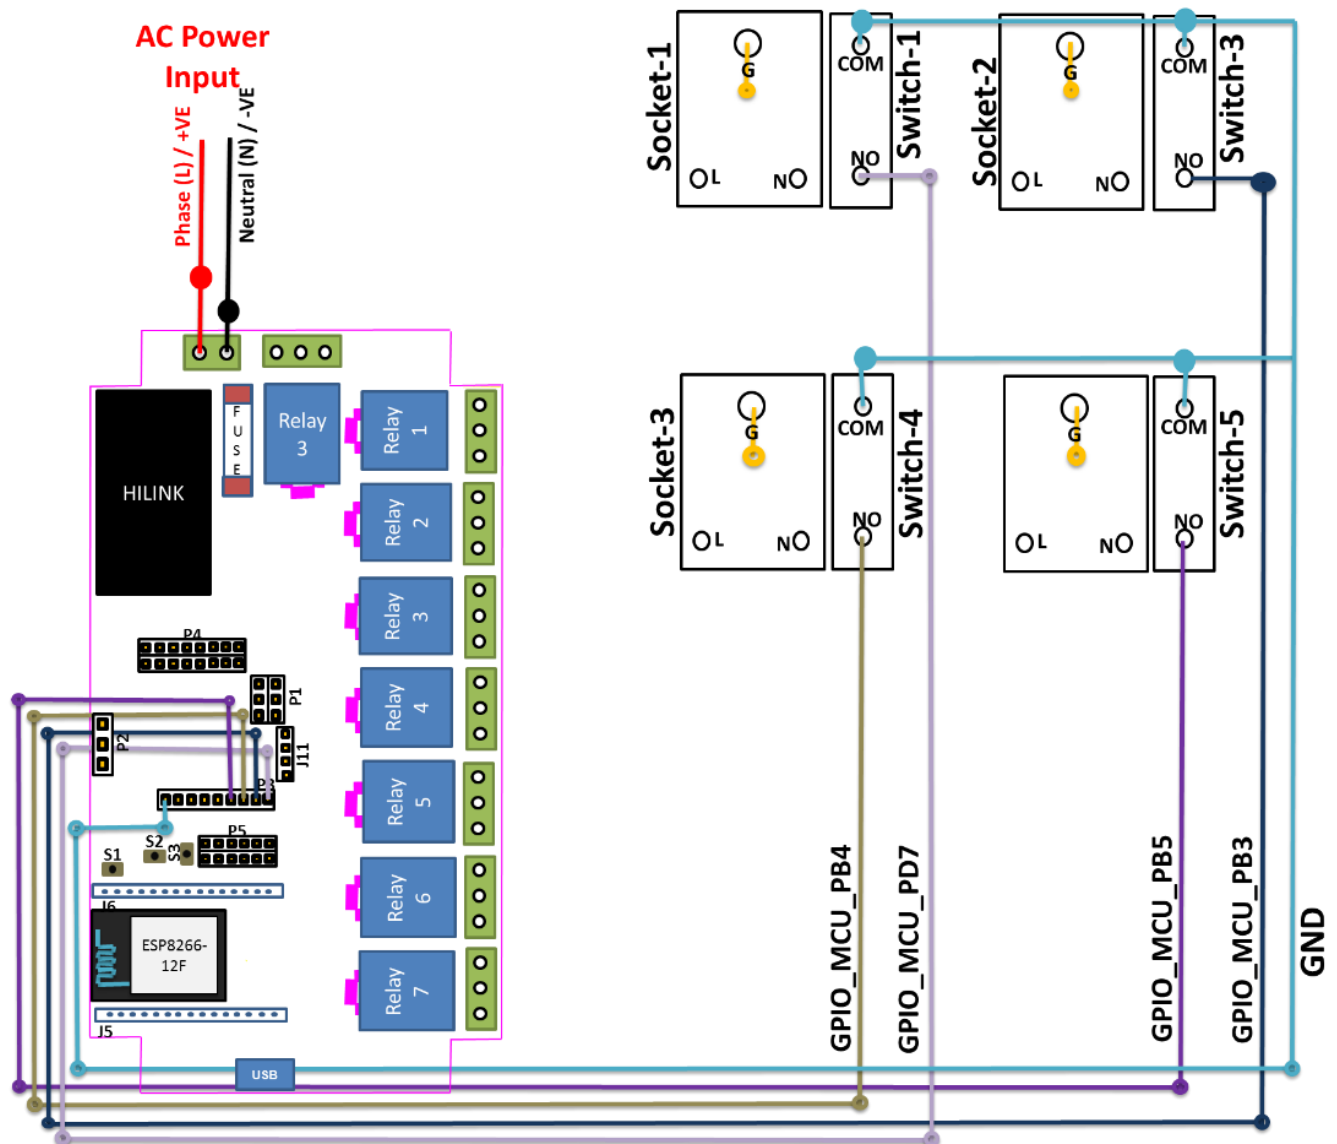 AC Power
Input
Phase (L) / +VE
Neutral (N) / -VE
Socket-1
G
L
N
COM
NO
Switch-1
Socket-2
G
L
N
COM
NO
Switch-3
FUSE
Relay
3
Relay
1
HILINK
Relay
2
Relay
3
Socket-3
G
L
N
COM
NO
Switch-4
G
L
N
COM
NO
Switch-5
P4
P1
P2
J11
Relay
4
Relay
5
P3
S1
S2
S3
P5
J6
ESP8266-
12F
J5
Relay
6
Relay
7
USB
GPIO_MCU_PB4
GPIO_MCU_PD7
GPIO_MCU_PB5
GPIO_MCU_PB3
GND